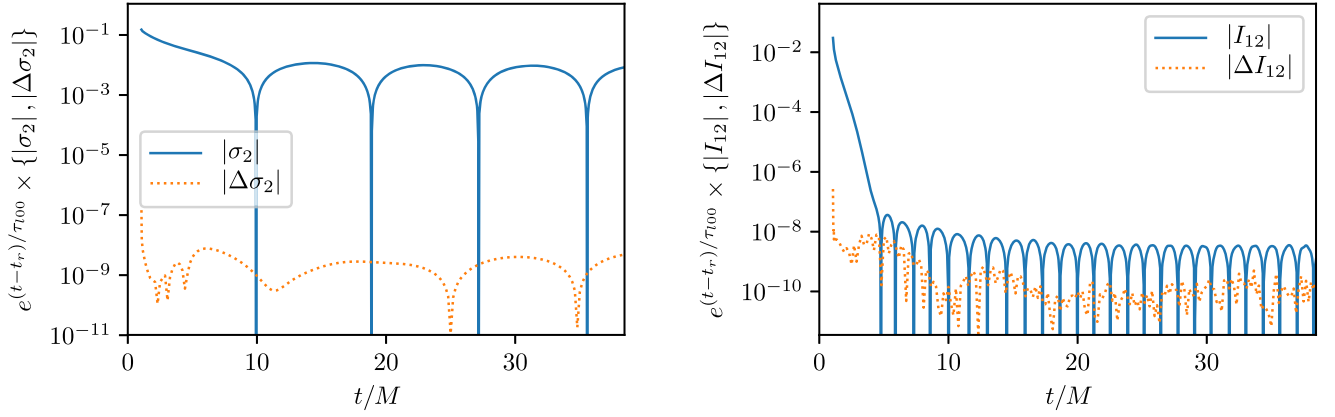 e^{(t−t_r)/τ_{l00}} × {|σ_2|, |Δσ_2|}
10^{−1}
10^{−3}
10^{−5}
10^{−7}
10^{−9}
10^{−11}
|σ_2|
|Δσ_2|
0 10 20 30
t/M
e^{(t−t_r)/τ_{l00}} × {|I_{12}|, |ΔI_{12}|}
10^{−2}
10^{−4}
10^{−6}
10^{−8}
10^{−10}
|I_{12}|
|ΔI_{12}|
0 10 20 30
t/M